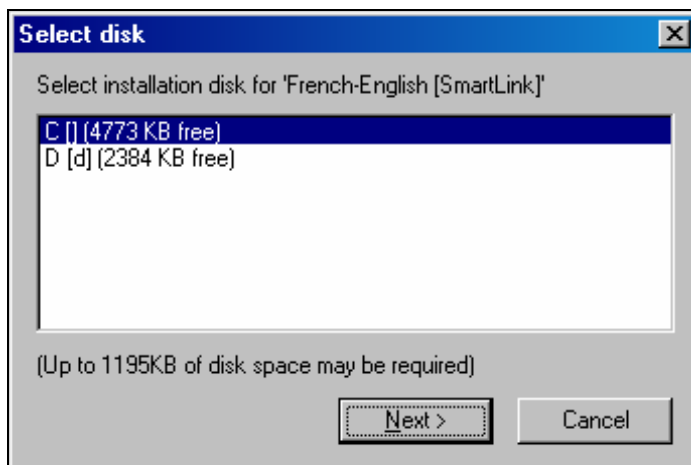 Select disk
Select installation disk for 'French-English [SmartLink]'
C [] (4773 KB free)
D [d] (2384 KB free)
(Up to 1195KB of disk space may be required)
Next >
Cancel